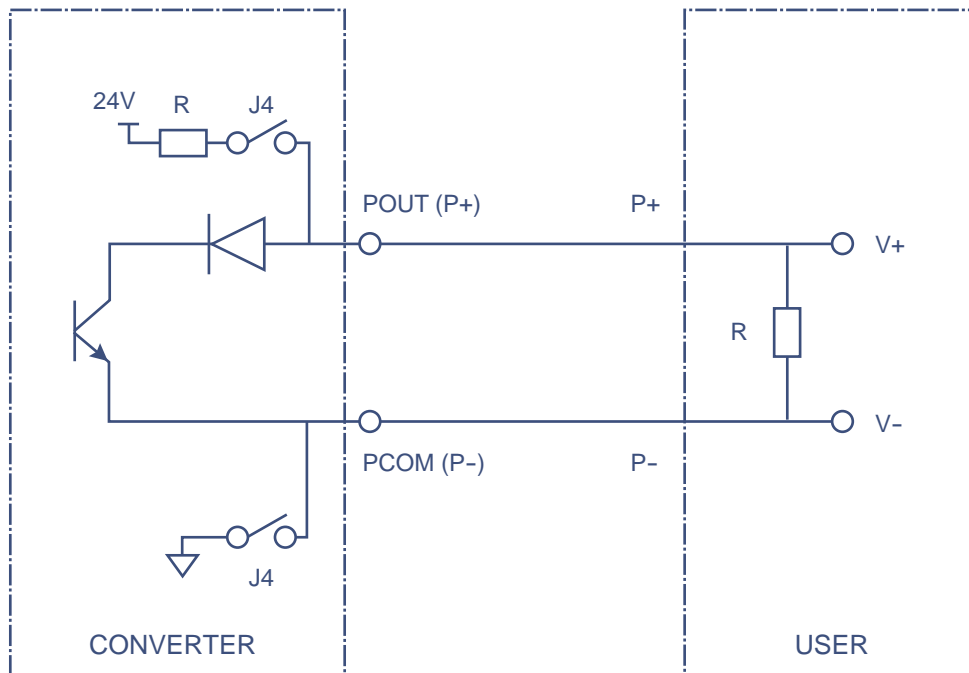 24V
R
J4
POUT (P+)
P+
V+
R
V-
PCOM (P-)
P-
J4
CONVERTER
USER